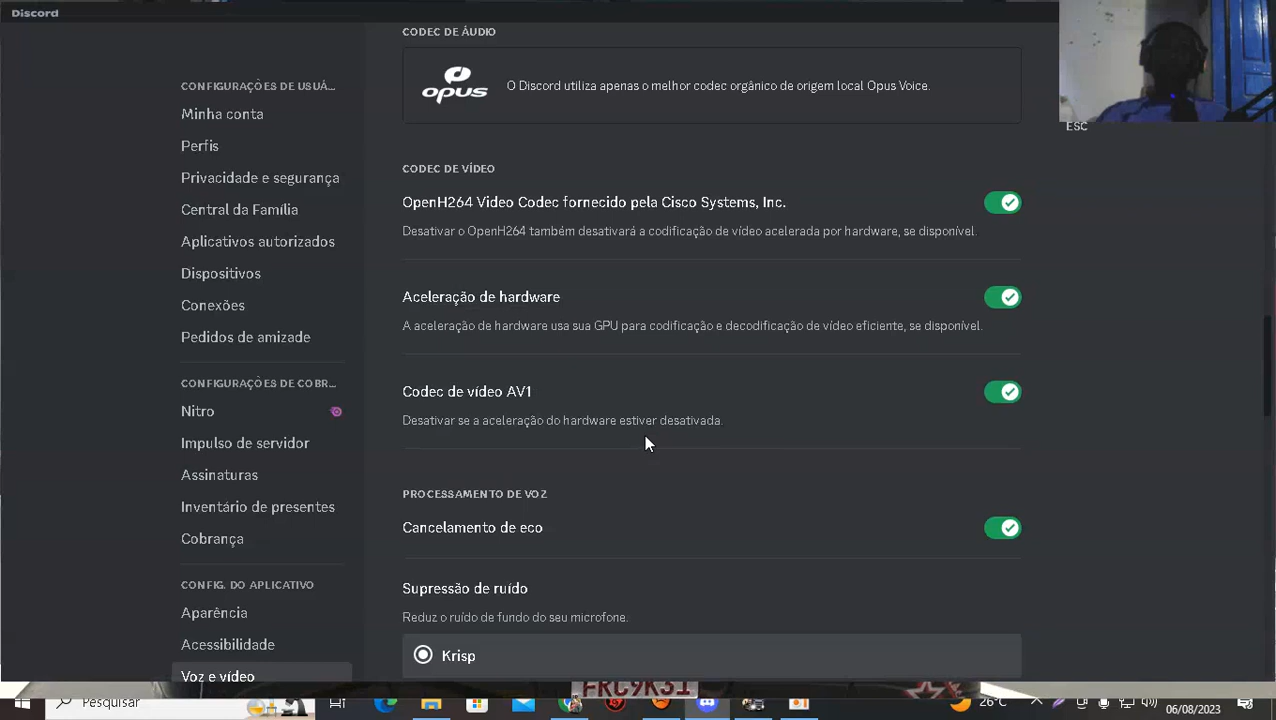 Discord
CODEC DE ÁUDIO
opus
O Discord utiliza apenas o melhor codec orgânico de origem local Opus Voice.
ESC
CONFIGURAÇÕES DE USUÁ...
Minha conta
Perfis
Privacidade e segurança
Central da Família
Aplicativos autorizados
Dispositivos
Conexões
Pedidos de amizade
CONFIGURAÇÕES DE COBR...
Nitro
Impulso de servidor
Assinaturas
Inventário de presentes
Cobrança
CONFIG. DO APLICATIVO
Aparência
Acessibilidade
Voz e vídeo
CODEC DE VÍDEO
OpenH264 Video Codec fornecido pela Cisco Systems, Inc.
Desativar o OpenH264 também desativará a codificação de vídeo acelerada por hardware, se disponível.
Aceleração de hardware
A aceleração de hardware usa sua GPU para codificação e decodificação de vídeo eficiente, se disponível.
Codec de vídeo AV1
Desativar se a aceleração do hardware estiver desativada.
PROCESSAMENTO DE VOZ
Cancelamento de eco
Supressão de ruído
Reduz o ruído de fundo do seu microfone.
Krisp
FRC9K51
Pesquisar
26°C
06/08/2023